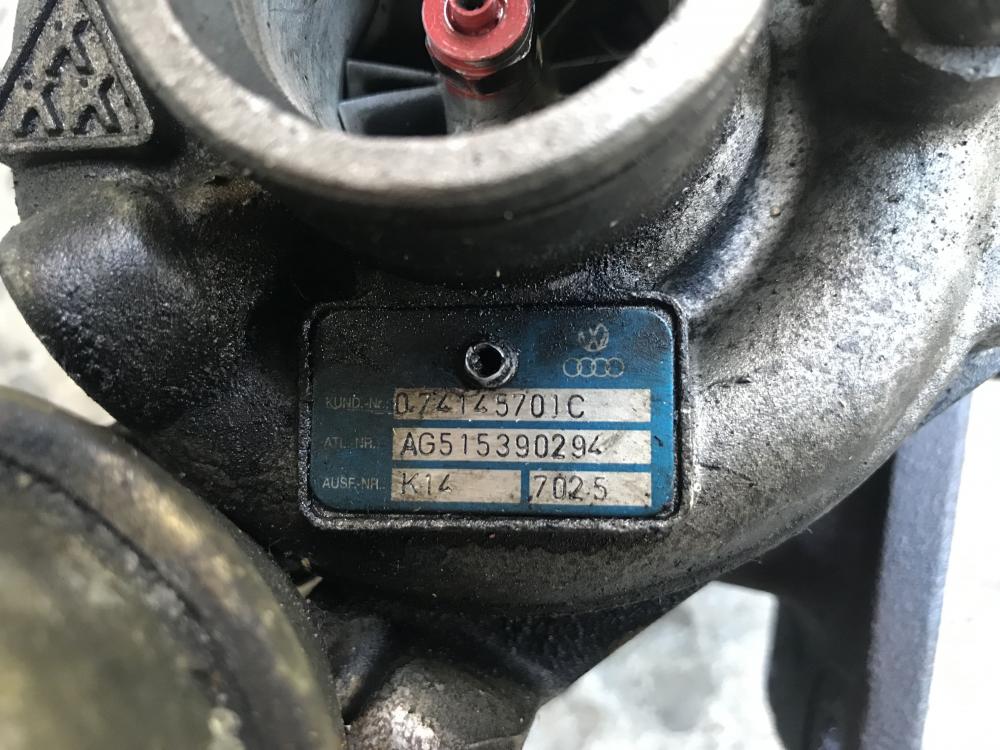 KUND.-Nr.: 074145701C
ATL.-NR.: AG515390294
AUSF.-NR.: K14 7025